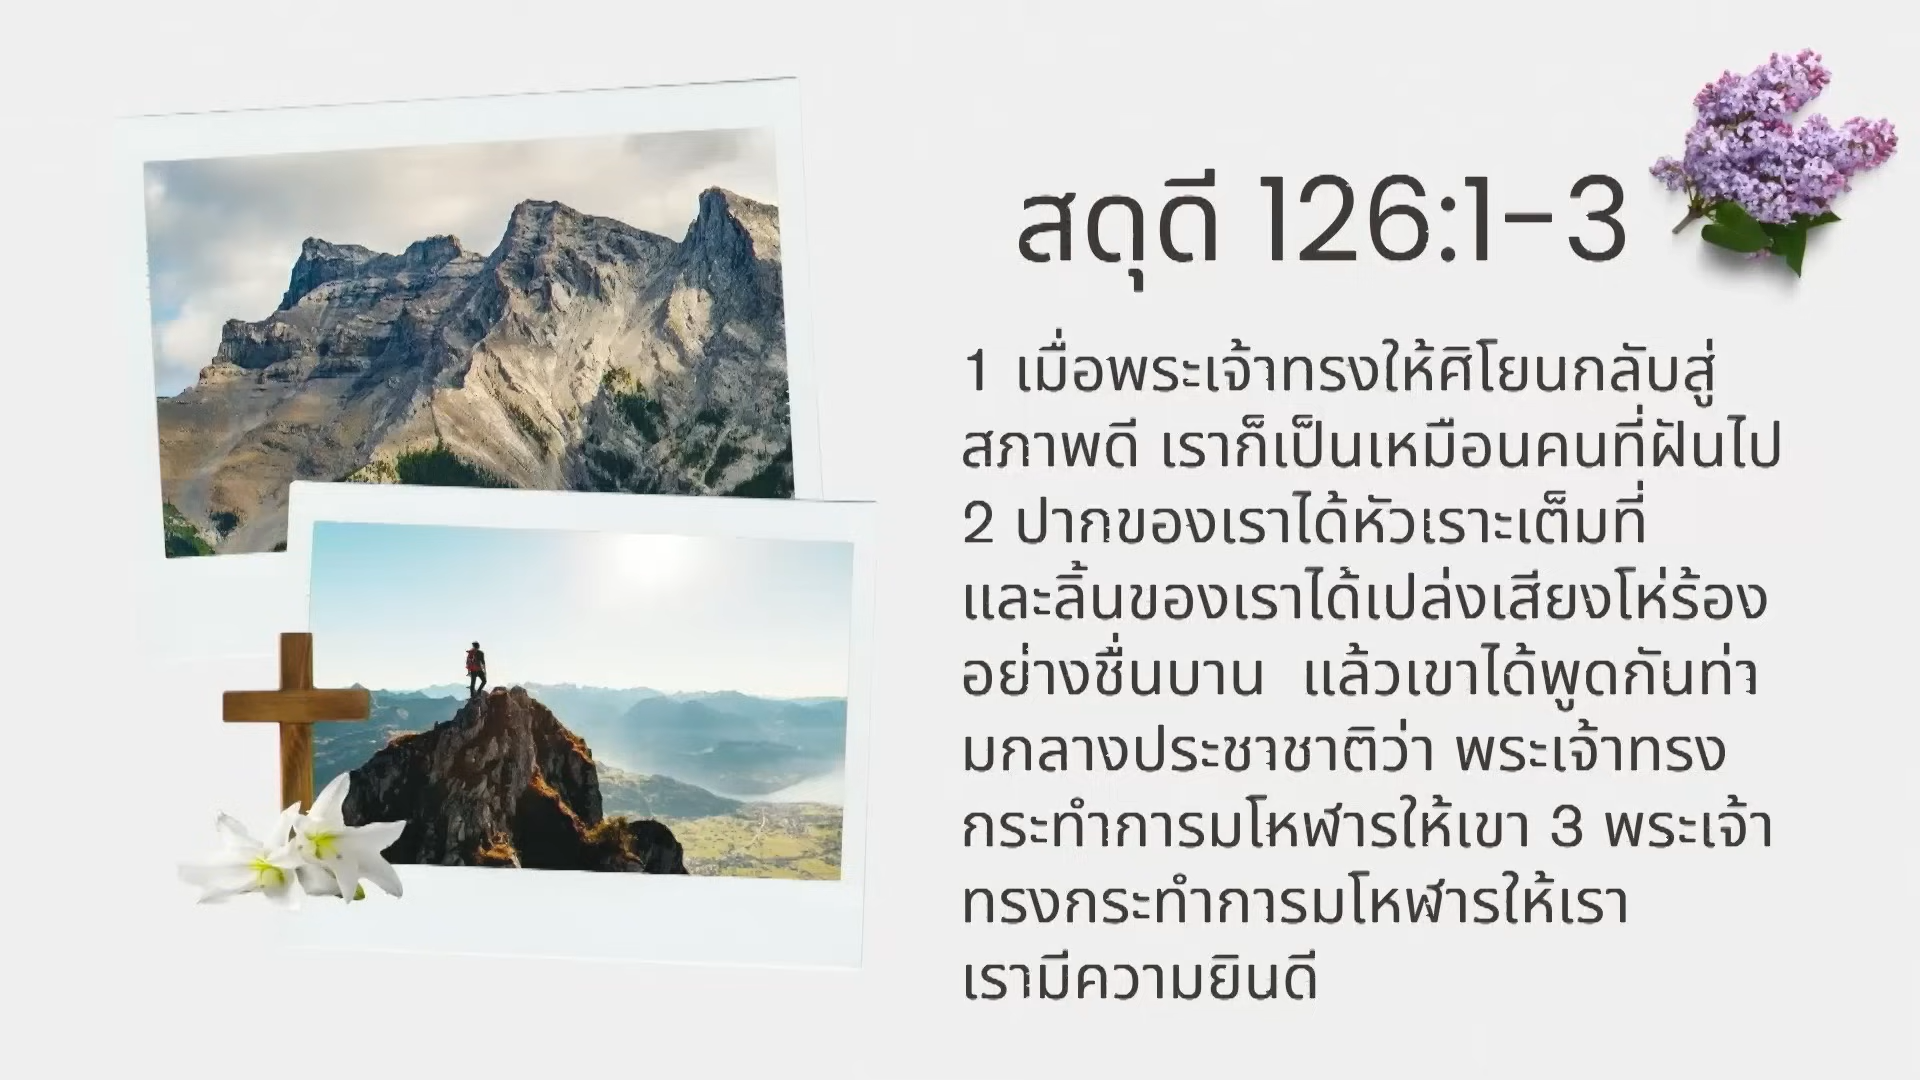 สดุดี 126:1-3
1 เมื่อพระเจ้าทรงให้ศิโยนกลับสู่
สภาพดี เราก็เป็นเหมือนคนที่ฝันไป
2 ปากของเราได้หัวเราะเต็มที่
และลิ้นของเราได้เปล่งเสียงโห่ร้อง
อย่างชื่นบาน แล้วเขาได้พูดกันท่า
มกลางประชาชาติว่า พระเจ้าทรง
กระทำการมโหฬารให้เขา 3 พระเจ้า
ทรงกระทำการมโหฬารให้เรา
เรามีความยินดี